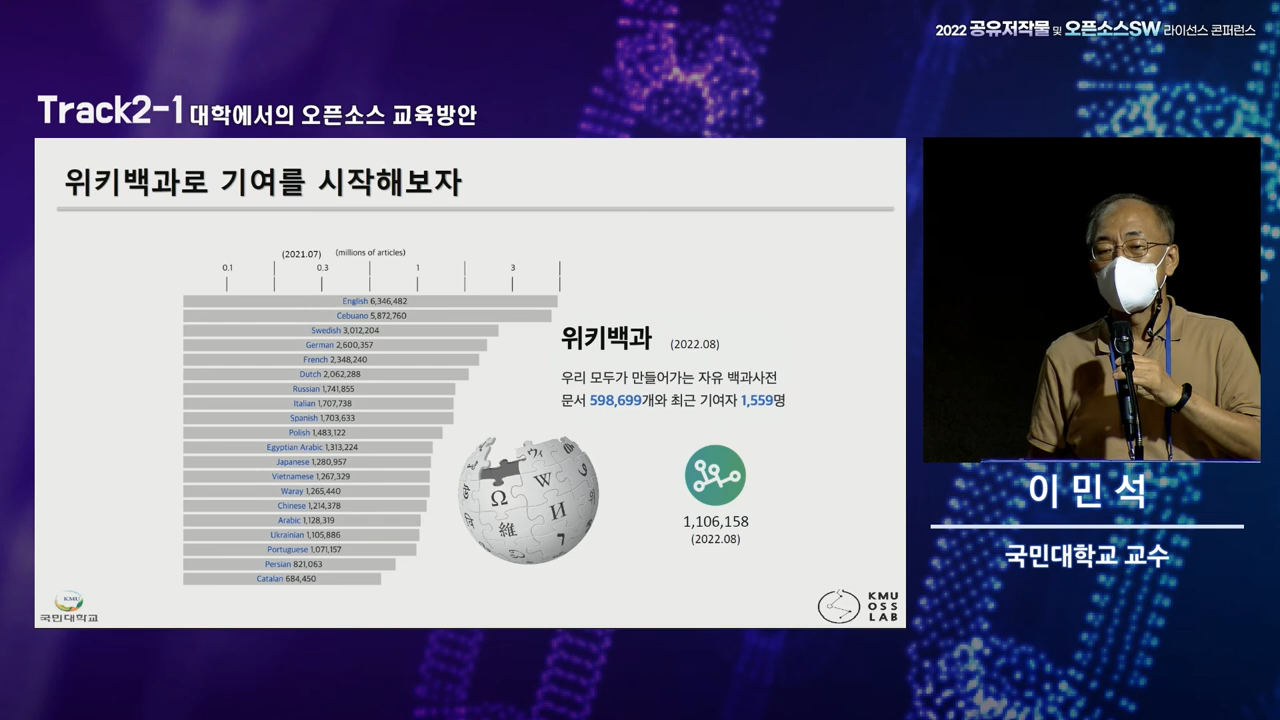 2022 공유저작물 및 오픈소스SW 라이선스 콘퍼런스
Track2-1 대학에서의 오픈소스 교육방안
위키백과로 기여를 시작해보자
(2021.07) (millions of articles)
0.1 0.3 1 3
English 6,346,482
Cebuano 5,872,760
Swedish 3,012,204
German 2,600,357
French 2,348,240
Dutch 2,062,288
Russian 1,741,855
Italian 1,707,738
Spanish 1,703,633
Polish 1,483,122
Egyptian Arabic 1,313,224
Japanese 1,280,957
Vietnamese 1,267,329
Waray 1,265,440
Chinese 1,214,378
Arabic 1,128,319
Ukrainian 1,105,886
Portuguese 1,071,157
Persian 821,063
Catalan 684,450
위키백과 (2022.08)
우리 모두가 만들어가는 자유 백과사전
문서 598,699개와 최근 기여자 1,559명
Ω W И 維
1,106,158
(2022.08)
KMU
국민대학교
KMU
OSS
LAB
이민석
국민대학교 교수